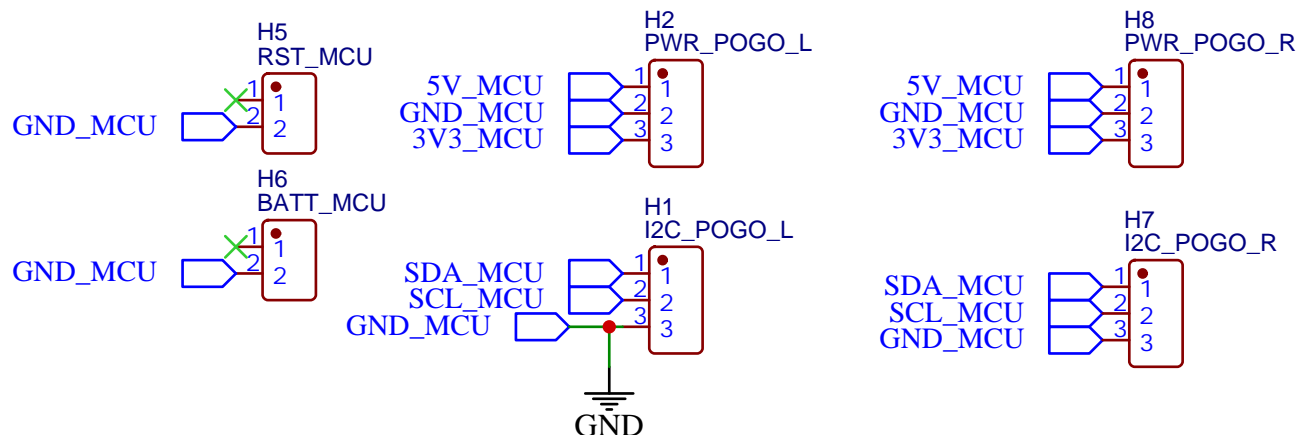 H5
RST_MCU
1
1
GND_MCU
2
2
H6
BATT_MCU
1
1
GND_MCU
2
2
H2
PWR_POGO_L
5V_MCU
1
1
GND_MCU
2
2
3V3_MCU
3
3
H1
I2C_POGO_L
SDA_MCU
1
1
SCL_MCU
2
2
GND_MCU
3
3
GND
H8
PWR_POGO_R
5V_MCU
1
1
GND_MCU
2
2
3V3_MCU
3
3
H7
I2C_POGO_R
SDA_MCU
1
1
SCL_MCU
2
2
GND_MCU
3
3